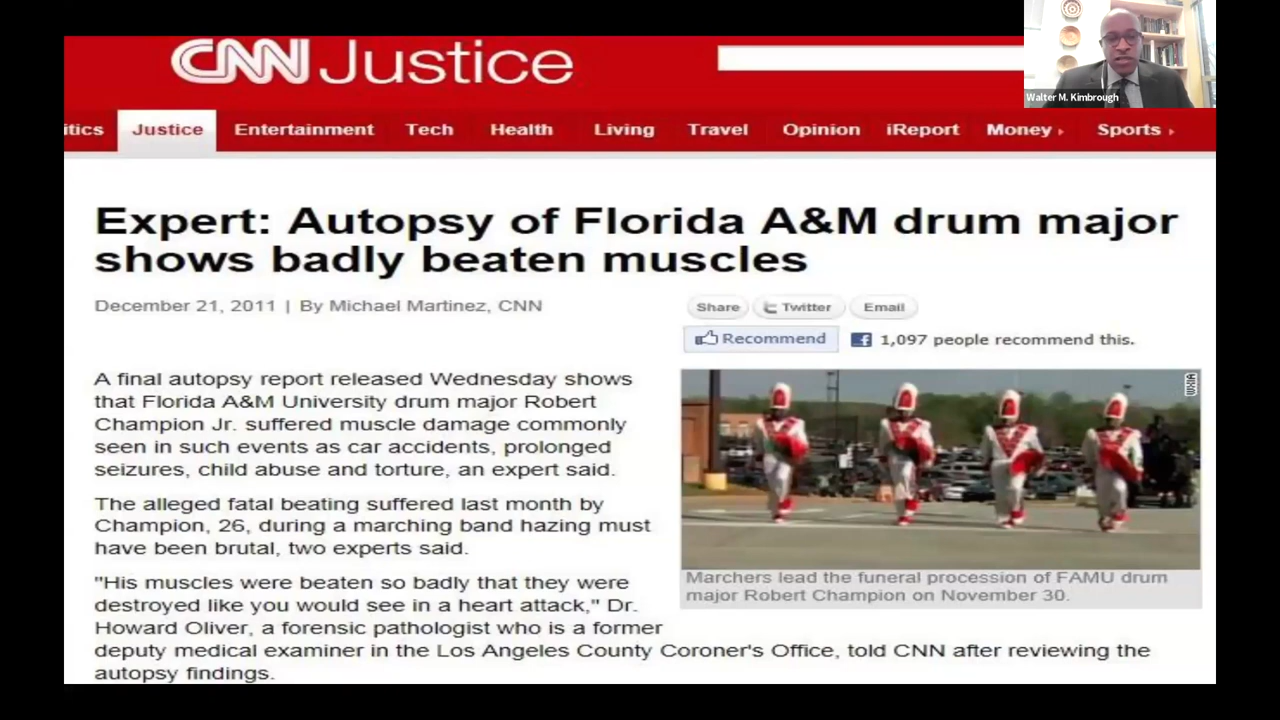 CNN Justice
Walter M. Kimbrough
itics Justice Entertainment Tech Health Living Travel Opinion iReport Money Sports
Expert: Autopsy of Florida A&M drum major
shows badly beaten muscles
December 21, 2011 | By Michael Martinez, CNN
Share Twitter Email
Recommend f 1,097 people recommend this.
A final autopsy report released Wednesday shows
that Florida A&M University drum major Robert
Champion Jr. suffered muscle damage commonly
seen in such events as car accidents, prolonged
seizures, child abuse and torture, an expert said.
The alleged fatal beating suffered last month by
Champion, 26, during a marching band hazing must
have been brutal, two experts said.
"His muscles were beaten so badly that they were
destroyed like you would see in a heart attack," Dr.
Howard Oliver, a forensic pathologist who is a former
deputy medical examiner in the Los Angeles County Coroner's Office, told CNN after reviewing the
autopsy findings.
WXIA
Marchers lead the funeral procession of FAMU drum
major Robert Champion on November 30.